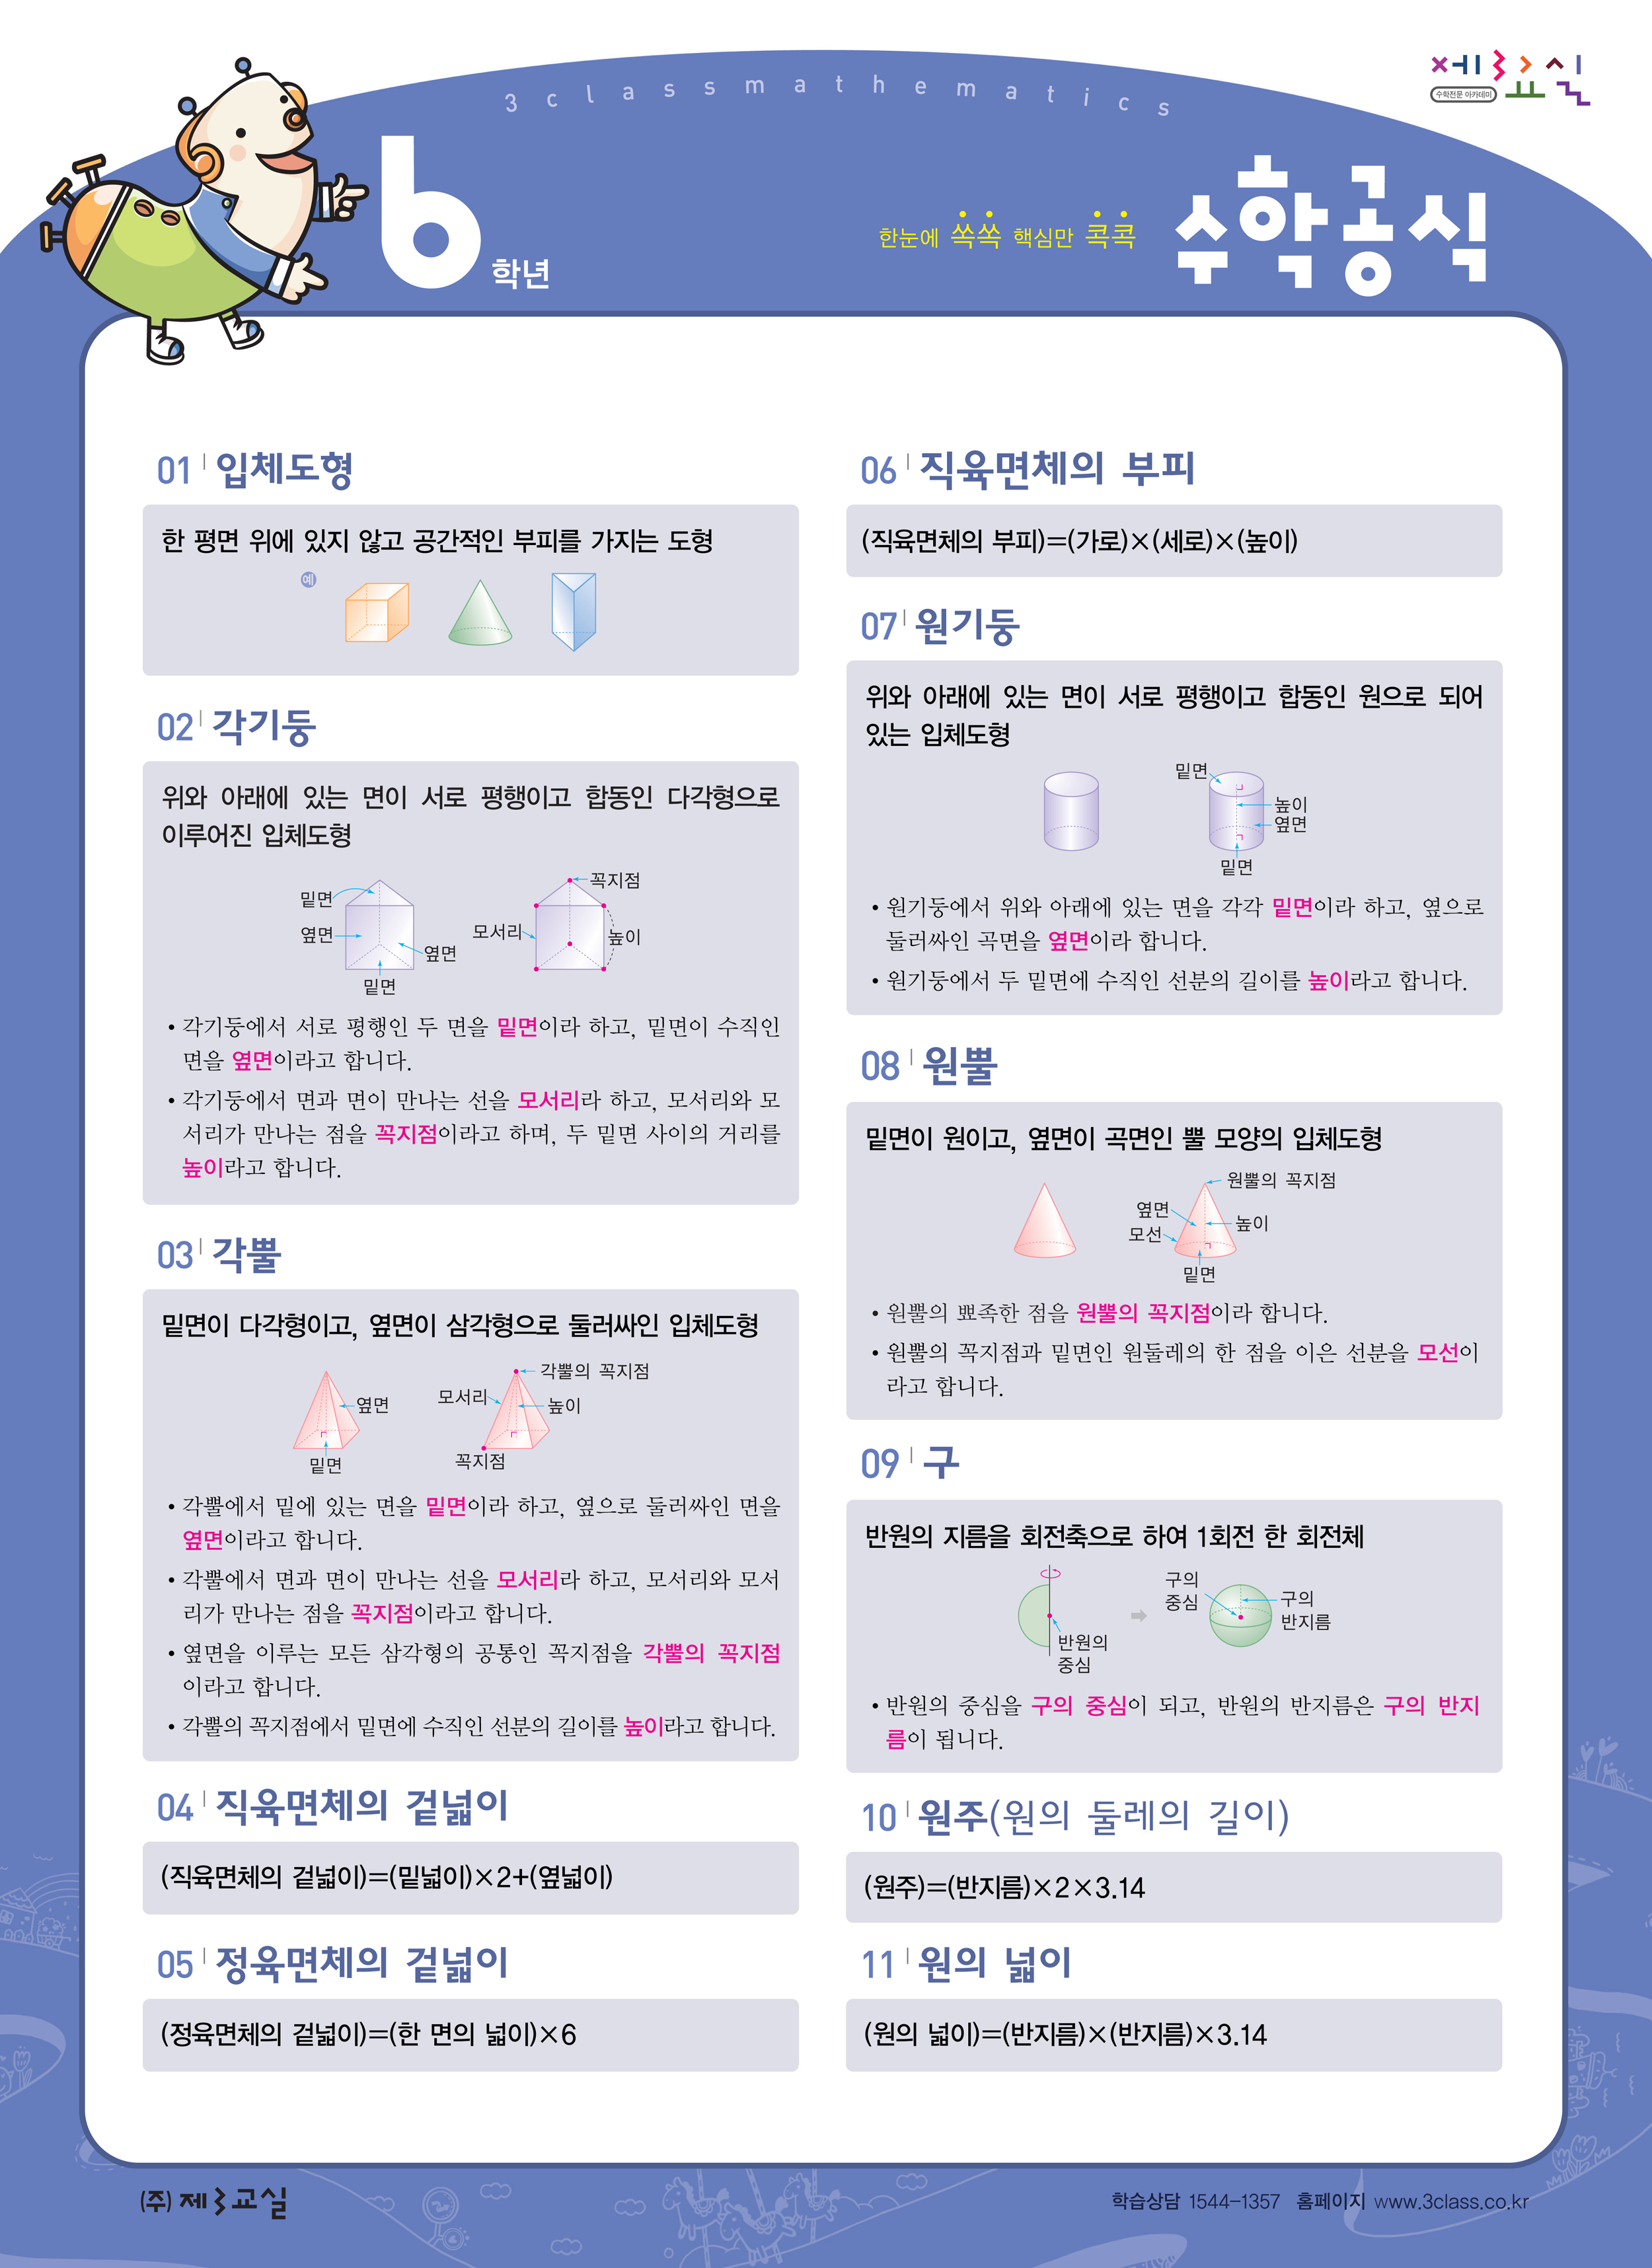 3 c l a s s m a t h e m a t i c s
제3교실
수학전문 아카데미
6학년
한눈에 쏙쏙 핵심만 콕콕
수학공식
01 입체도형
한 평면 위에 있지 않고 공간적인 부피를 가지는 도형
예
02 각기둥
위와 아래에 있는 면이 서로 평행이고 합동인 다각형으로
이루어진 입체도형
밑면
옆면
옆면
밑면
꼭지점
모서리
높이
• 각기둥에서 서로 평행인 두 면을 밑면이라 하고, 밑면이 수직인
면을 옆면이라고 합니다.
• 각기둥에서 면과 면이 만나는 선을 모서리라 하고, 모서리와 모
서리가 만나는 점을 꼭지점이라고 하며, 두 밑면 사이의 거리를
높이라고 합니다.
03 각뿔
밑면이 다각형이고, 옆면이 삼각형으로 둘러싸인 입체도형
옆면
밑면
각뿔의 꼭지점
모서리
높이
꼭지점
• 각뿔에서 밑에 있는 면을 밑면이라 하고, 옆으로 둘러싸인 면을
옆면이라고 합니다.
• 각뿔에서 면과 면이 만나는 선을 모서리라 하고, 모서리와 모서
리가 만나는 점을 꼭지점이라고 합니다.
• 옆면을 이루는 모든 삼각형의 공통인 꼭지점을 각뿔의 꼭지점
이라고 합니다.
• 각뿔의 꼭지점에서 밑면에 수직인 선분의 길이를 높이라고 합니다.
04 직육면체의 겉넓이
(직육면체의 겉넓이)=(밑넓이)×2+(옆넓이)
05 정육면체의 겉넓이
(정육면체의 겉넓이)=(한 면의 넓이)×6
06 직육면체의 부피
(직육면체의 부피)=(가로)×(세로)×(높이)
07 원기둥
위와 아래에 있는 면이 서로 평행이고 합동인 원으로 되어
있는 입체도형
밑면
높이
옆면
밑면
• 원기둥에서 위와 아래에 있는 면을 각각 밑면이라 하고, 옆으로
둘러싸인 곡면을 옆면이라 합니다.
• 원기둥에서 두 밑면에 수직인 선분의 길이를 높이라고 합니다.
08 원뿔
밑면이 원이고, 옆면이 곡면인 뿔 모양의 입체도형
원뿔의 꼭지점
옆면
높이
모선
밑면
• 원뿔의 뾰족한 점을 원뿔의 꼭지점이라 합니다.
• 원뿔의 꼭지점과 밑면인 원둘레의 한 점을 이은 선분을 모선이
라고 합니다.
09 구
반원의 지름을 회전축으로 하여 1회전 한 회전체
반원의
중심
구의
중심
구의
반지름
• 반원의 중심을 구의 중심이 되고, 반원의 반지름은 구의 반지
름이 됩니다.
10 원주(원의 둘레의 길이)
(원주)=(반지름)×2×3.14
11 원의 넓이
(원의 넓이)=(반지름)×(반지름)×3.14
(주) 제3교실
학습상담 1544-1357 홈페이지 www.3class.co.kr